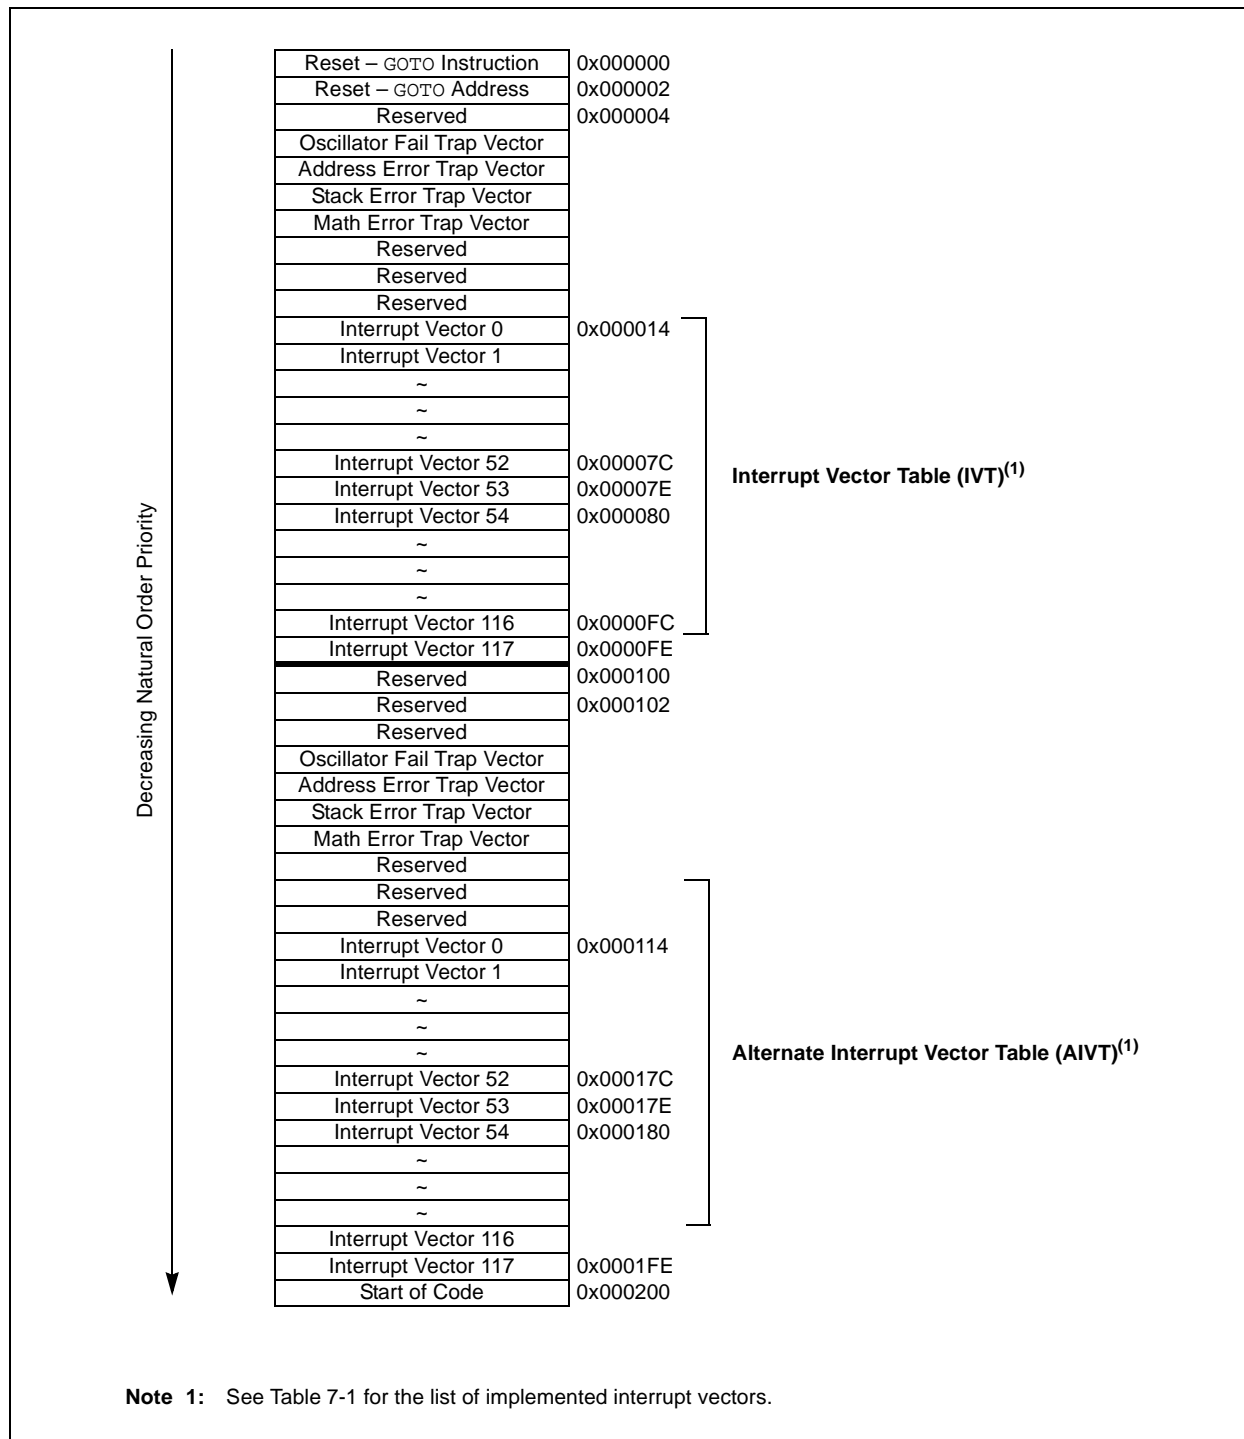 Reset – GOTO Instruction 0x000000
Reset – GOTO Address 0x000002
Reserved 0x000004
Oscillator Fail Trap Vector
Address Error Trap Vector
Stack Error Trap Vector
Math Error Trap Vector
Reserved
Reserved
Reserved
Interrupt Vector 0 0x000014
Interrupt Vector 1
~
~
~
Interrupt Vector 52 0x00007C
Interrupt Vector Table (IVT)(1)
Interrupt Vector 53 0x00007E
Interrupt Vector 54 0x000080
~
~
~
Interrupt Vector 116 0x0000FC
Interrupt Vector 117 0x0000FE
Decreasing Natural Order Priority
Reserved 0x000100
Reserved 0x000102
Reserved
Oscillator Fail Trap Vector
Address Error Trap Vector
Stack Error Trap Vector
Math Error Trap Vector
Reserved
Reserved
Reserved
Interrupt Vector 0 0x000114
Interrupt Vector 1
~
~
~
Alternate Interrupt Vector Table (AIVT)(1)
Interrupt Vector 52 0x00017C
Interrupt Vector 53 0x00017E
Interrupt Vector 54 0x000180
~
~
~
Interrupt Vector 116
Interrupt Vector 117 0x0001FE
Start of Code 0x000200
Note 1: See Table 7-1 for the list of implemented interrupt vectors.